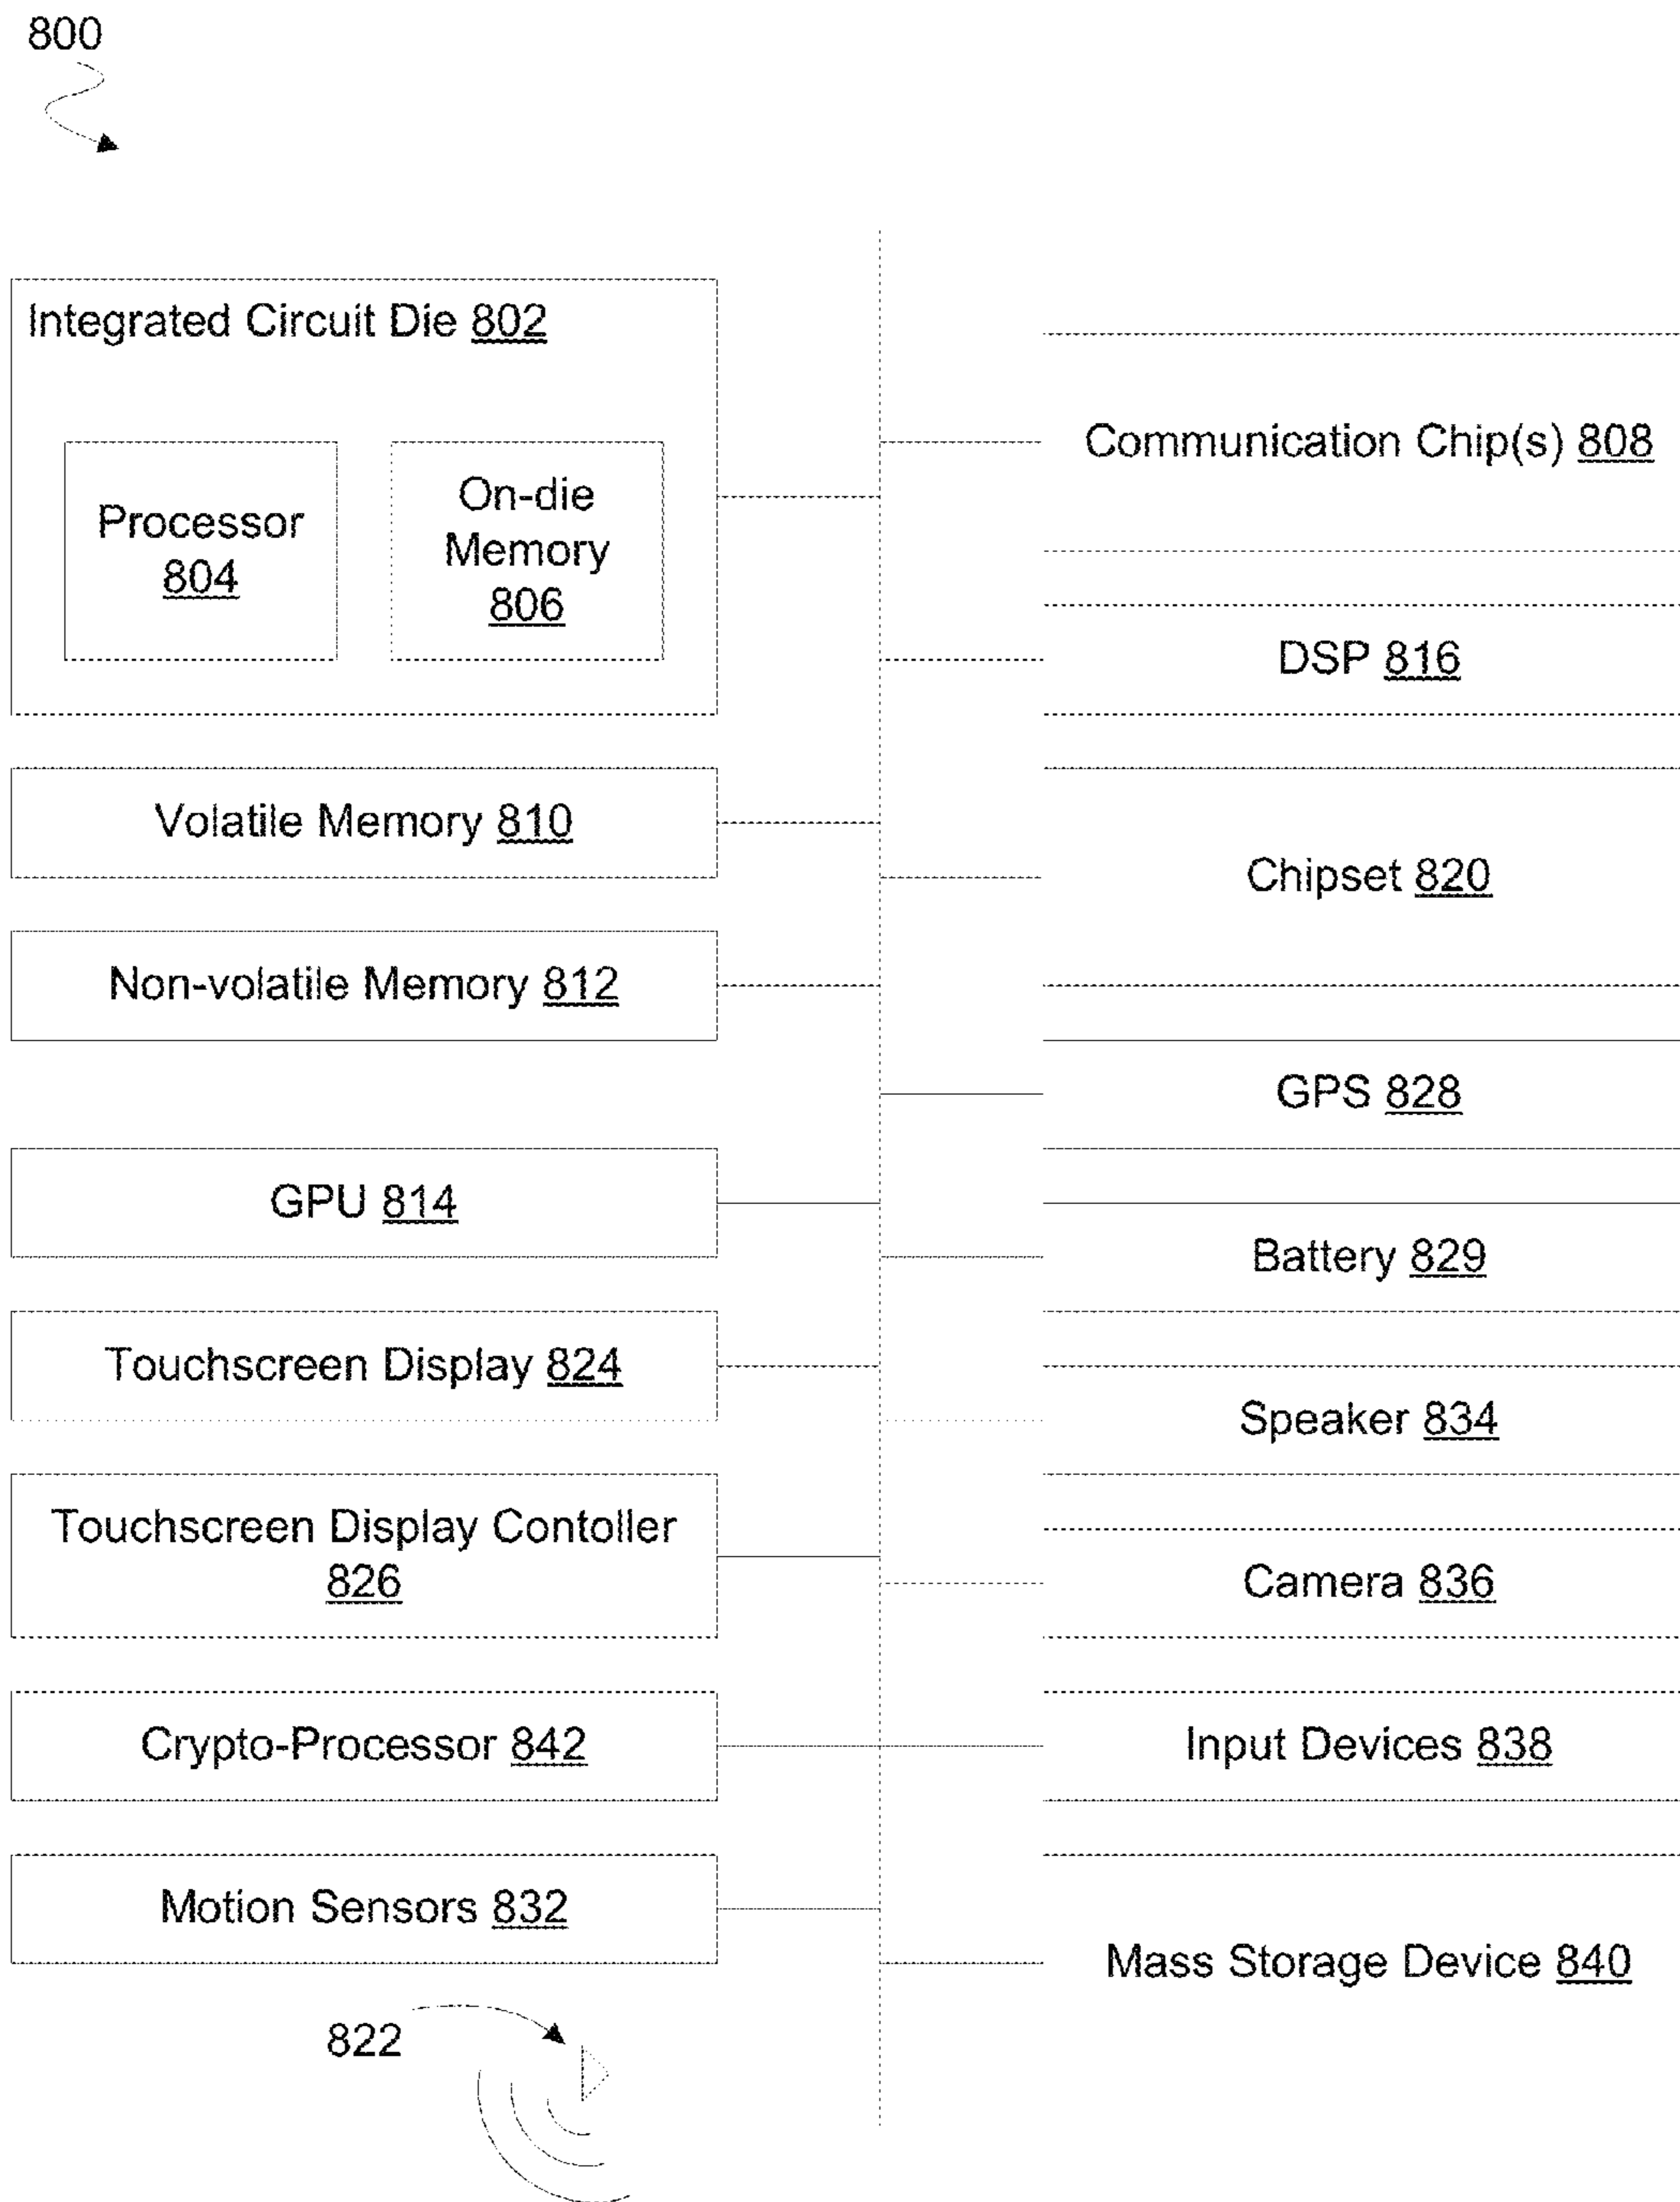 800
Integrated Circuit Die 802
Processor
804
On-die
Memory
806
Volatile Memory 810
Non-volatile Memory 812
GPU 814
Touchscreen Display 824
Touchscreen Display Contoller
826
Crypto-Processor 842
Motion Sensors 832
822
Communication Chip(s) 808
DSP 816
Chipset 820
GPS 828
Battery 829
Speaker 834
Camera 836
Input Devices 838
Mass Storage Device 840